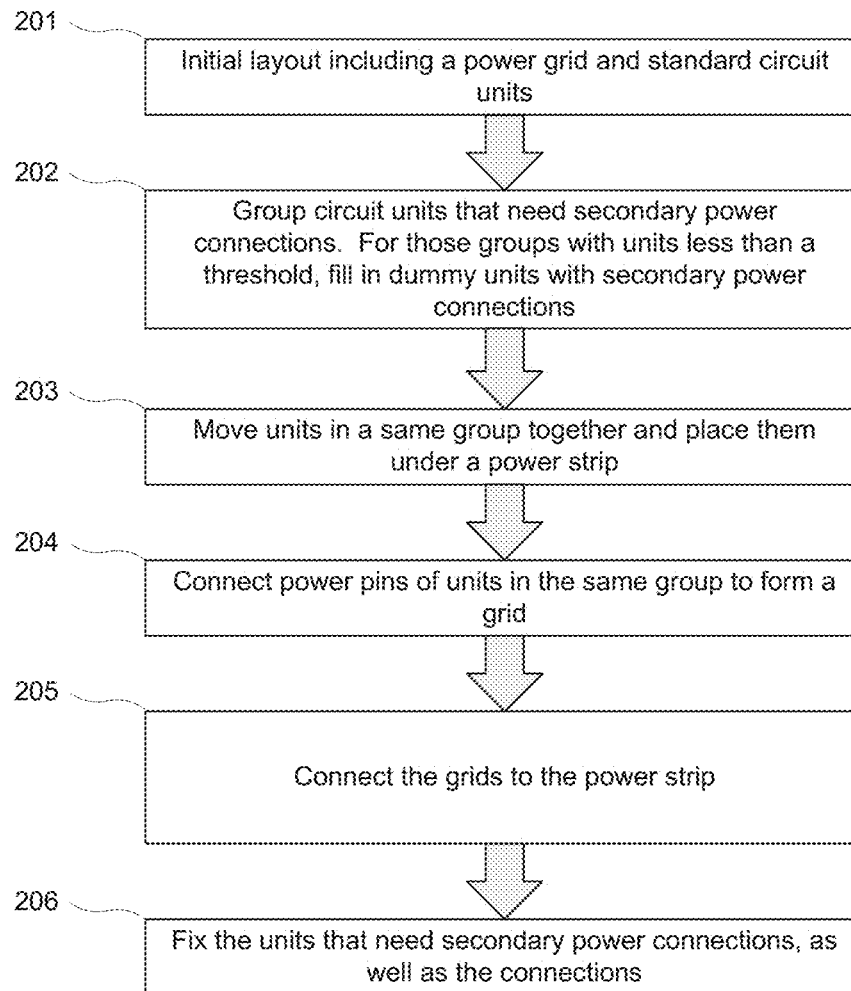 201
Initial layout including a power grid and standard circuit
units
202
Group circuit units that need secondary power
connections. For those groups with units less than a
threshold, fill in dummy units with secondary power
connections
203
Move units in a same group together and place them
under a power strip
204
Connect power pins of units in the same group to form a
grid
205
Connect the grids to the power strip
206
Fix the units that need secondary power connections, as
well as the connections